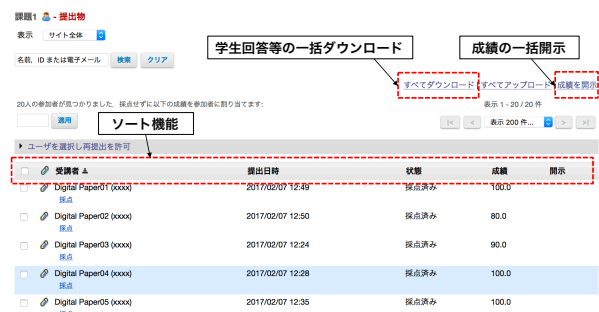 課題1 - 提出物
表示 サイト全体
学生回答等の一括ダウンロード
成績の一括開示
名前, ID または電子メール 検索 クリア
すべてダウンロード すべてアップロード 成績を開示
20人の参加者が見つかりました 採点せずに以下の成績を参加者に割り当てます:
表示 1 - 20 / 20 件
適用
ソート機能
|< < 表示 200 件... > >|
ユーザを選択し再提出を許可
受講者 提出日時 状態 成績 開示
Digital Paper01 (xxxx) 2017/02/07 12:49 採点済み 100.0
採点
Digital Paper02 (xxxx) 2017/02/07 12:50 採点済み 80.0
採点
Digital Paper03 (xxxx) 2017/02/07 12:24 採点済み 90.0
採点
Digital Paper04 (xxxx) 2017/02/07 12:28 採点済み 100.0
採点
Digital Paper05 (xxxx) 2017/02/07 12:35 採点済み 100.0